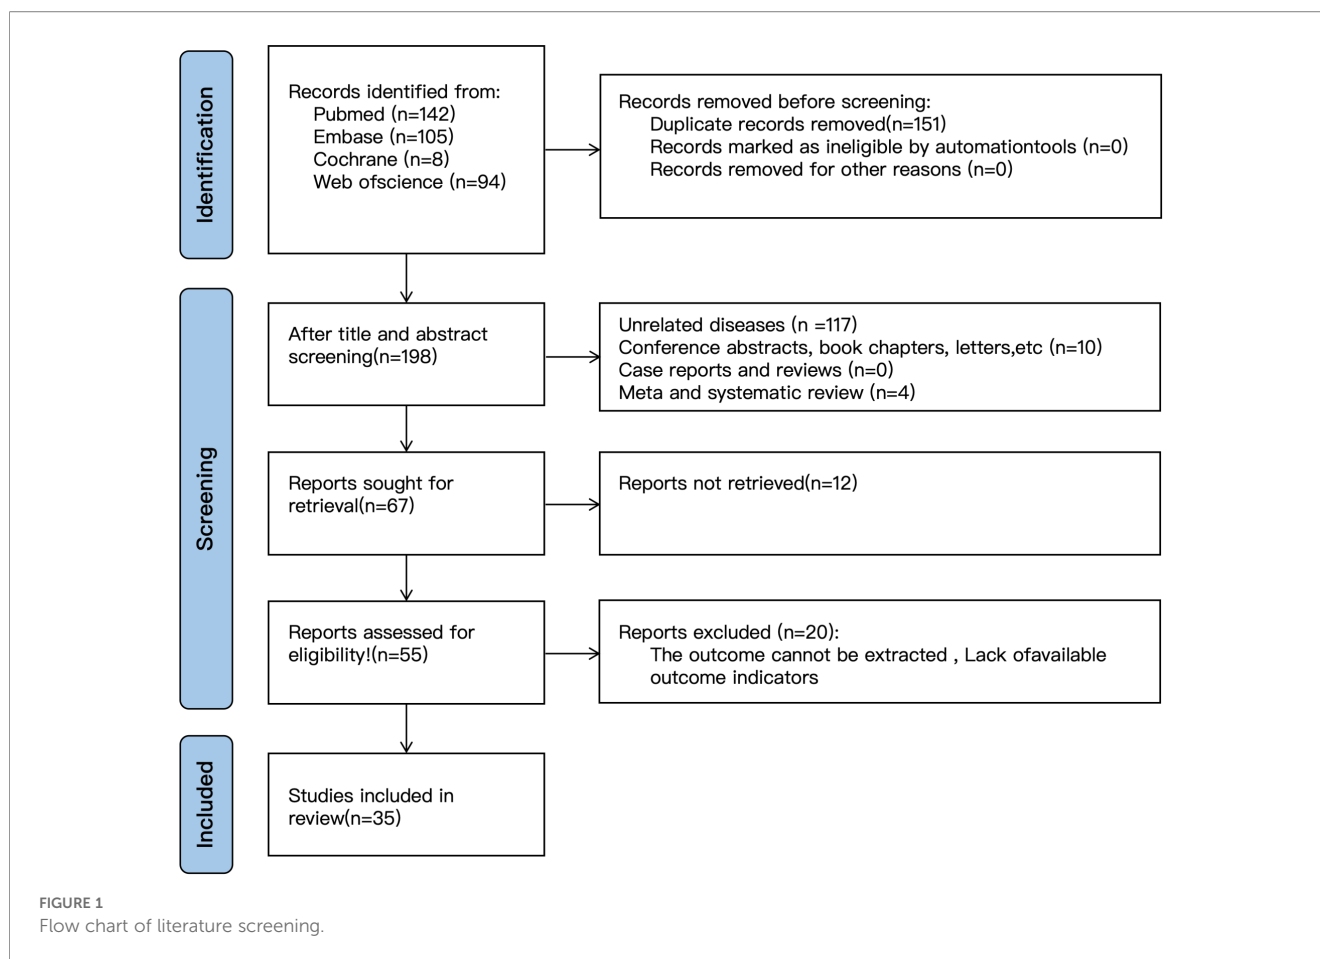 Identification
Records identified from:
Pubmed (n=142)
Embase (n=105)
Cochrane (n=8)
Web ofscience (n=94)
Records removed before screening:
Duplicate records removed(n=151)
Records marked as ineligible by automationtools (n=0)
Records removed for other reasons (n=0)
Screening
After title and abstract
screening(n=198)
Unrelated diseases (n =117)
Conference abstracts, book chapters, letters,etc (n=10)
Case reports and reviews (n=0)
Meta and systematic review (n=4)
Reports sought for
retrieval(n=67)
Reports not retrieved(n=12)
Reports assessed for
eligibility!(n=55)
Reports excluded (n=20):
The outcome cannot be extracted , Lack ofavailable
outcome indicators
Included
Studies included in
review(n=35)
FIGURE 1
Flow chart of literature screening.